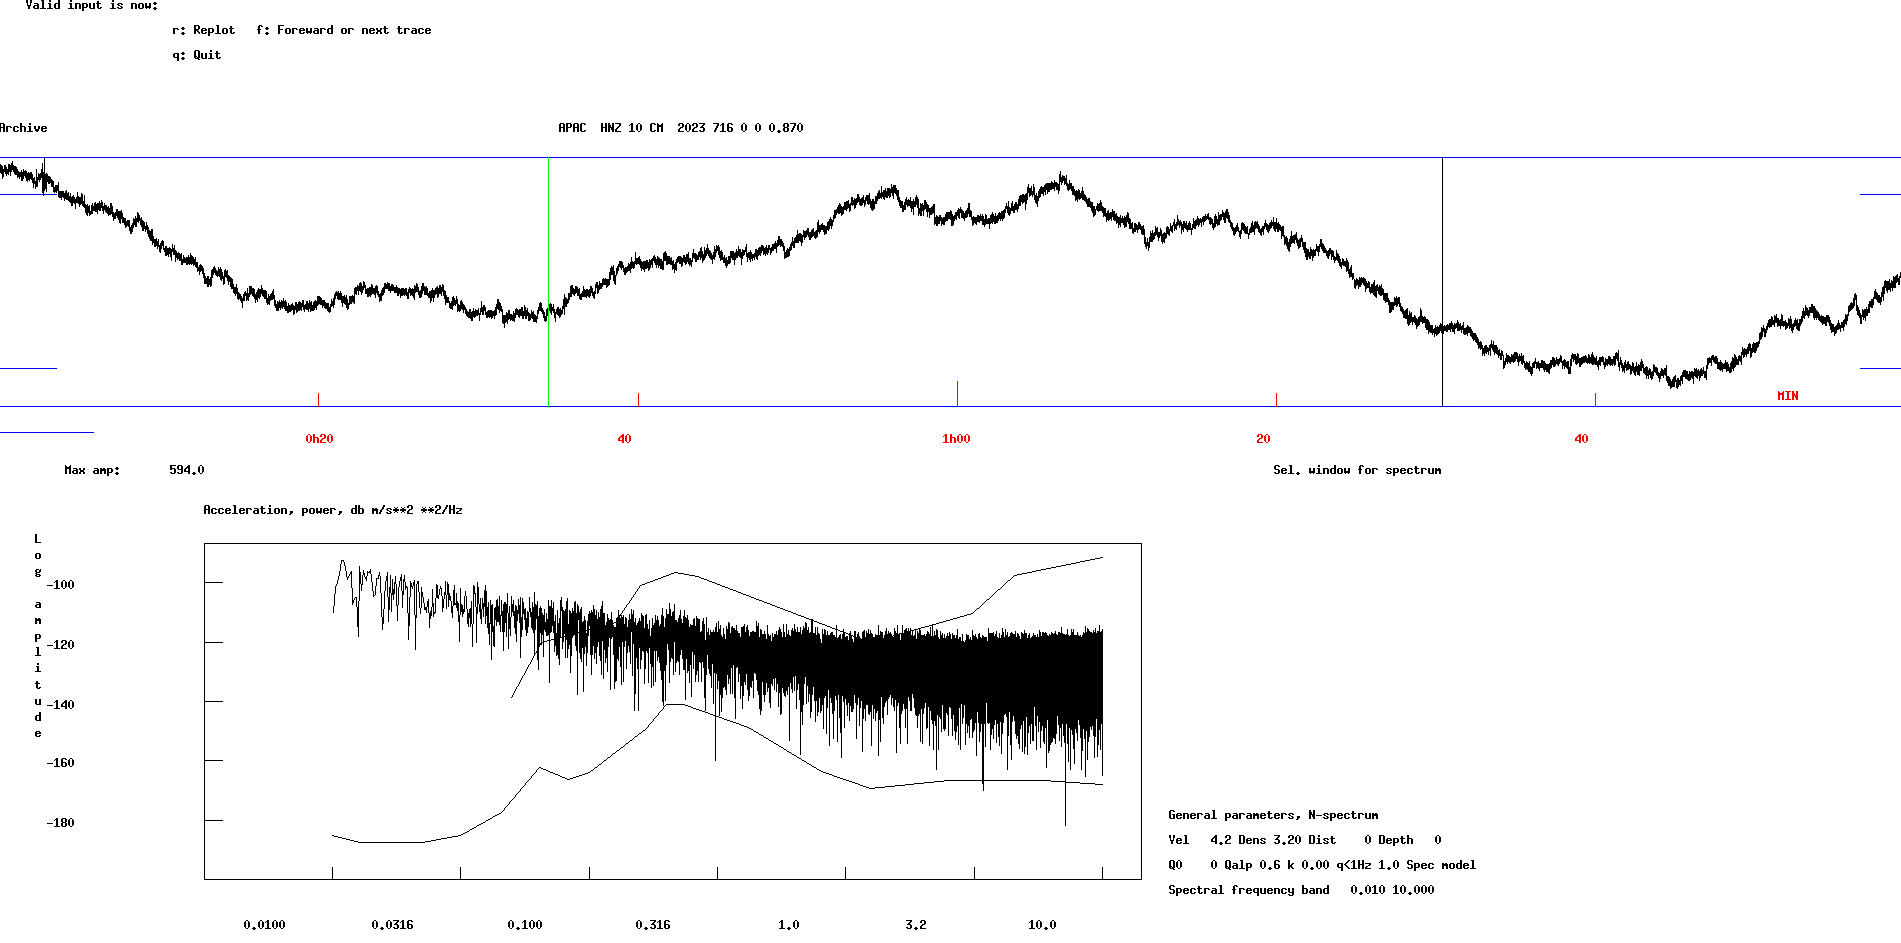 Valid input is now:
r: Replot   f: Foreward or next trace
q: Quit
Archive
APAC  HNZ 10 CM  2023 716 0 0 0.870
MIN
0h20 40 1h00 20 40
Max amp: 594.0
Sel. window for spectrum
Acceleration, power, db m/s**2 **2/Hz
Log amplitude
-100
-120
-140
-160
-180
General parameters, N-spectrum
Vel   4.2 Dens 3.20 Dist    0 Depth   0
Q0    0 Qalp 0.6 k 0.00 q<1Hz 1.0 Spec model
Spectral frequency band   0.010 10.000
0.0100 0.0316 0.100 0.316 1.0 3.2 10.0